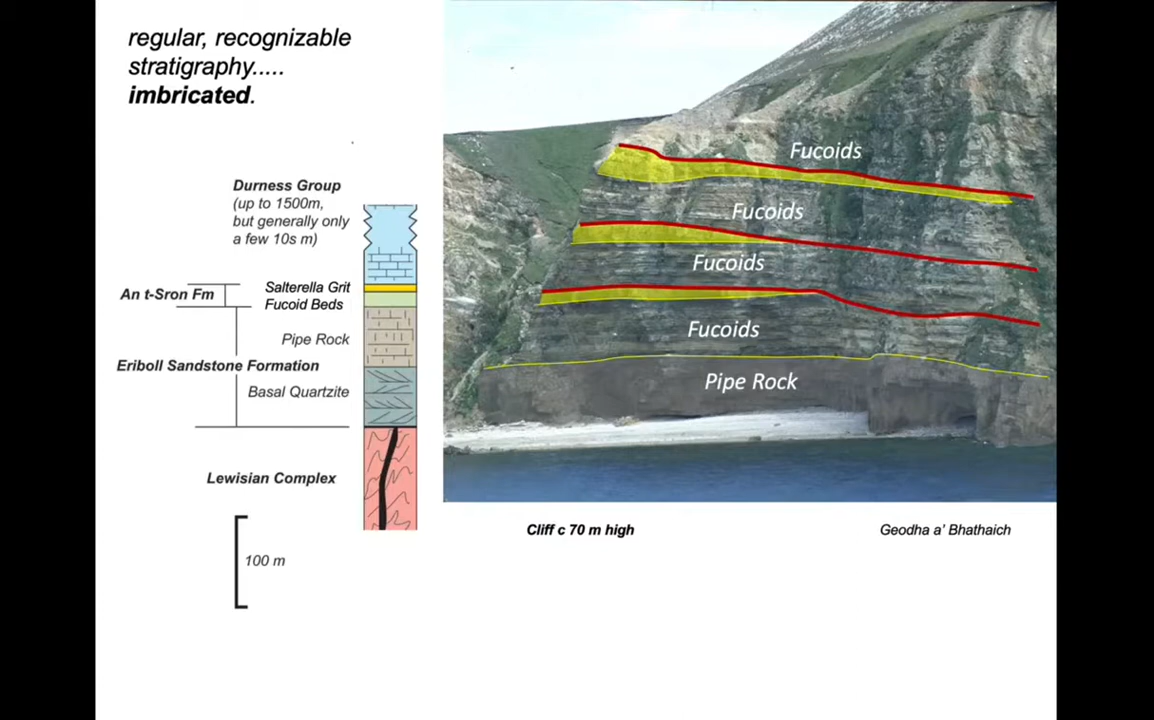 regular, recognizable
stratigraphy.....
imbricated.
Durness Group
(up to 1500m,
but generally only
a few 10s m)
An t-Sron Fm
Salterella Grit
Fucoid Beds
Pipe Rock
Eriboll Sandstone Formation
Basal Quartzite
Lewisian Complex
100 m
Fucoids
Fucoids
Fucoids
Fucoids
Pipe Rock
Cliff c 70 m high
Geodha a' Bhathaich